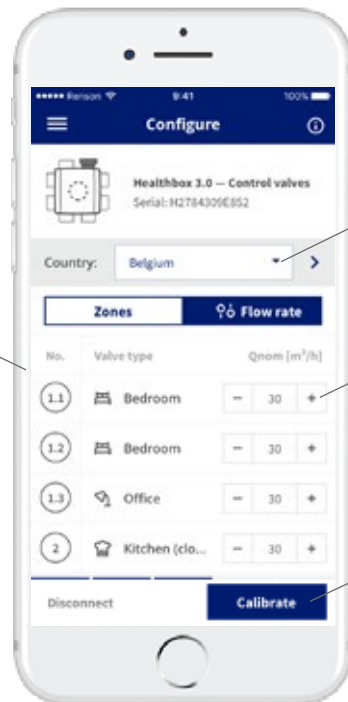 Renson 9:41 100%
Configure
Healthbox 3.0 — Control valves
Serial: H2784309E8S2
Country: Belgium
Zones Flow rate
No. Valve type Qnom [m³/h]
1.1 Bedroom − 30 +
1.2 Bedroom − 30 +
1.3 Office − 30 +
2 Kitchen (clo... − 30 +
Disconnect Calibrate